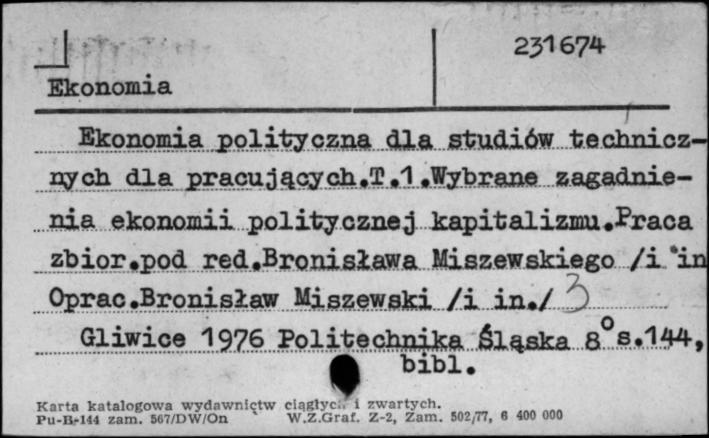 231674
Ekonomia
Ekonomia polityczna dla studiów technicz-
nych dla pracujących.T.1.Wybrane zagadnie-
nia ekonomii politycznej kapitalizmu.Praca
zbior.pod red.Bronisława Miszewskiego /i in
Oprac.Bronisław Miszewski /i in./ 3
Gliwice 1976 Politechnika Śląska 8° s.144,
bibl.
Karta katalogowa wydawnictw ciągłych i zwartych.
Pu-B-144 zam. 567/DW/On W.Z.Graf. Z-2, Zam. 502/77, 6 400 000